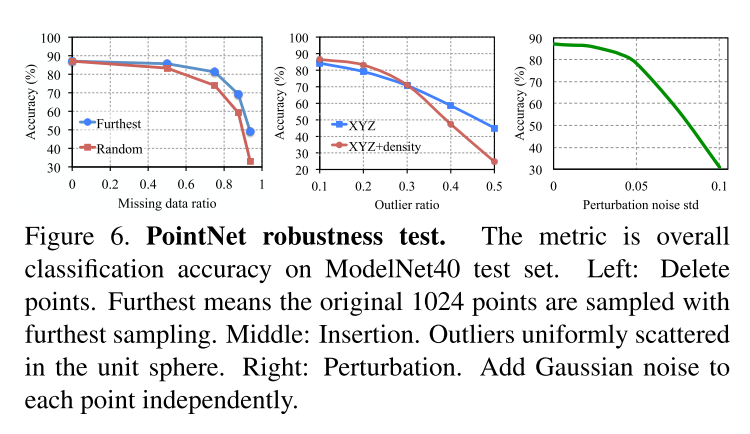 100
90
80
70
60
50
40
30
Accuracy (%)
Furthest
Random
0 0.2 0.4 0.6 0.8 1
Missing data ratio
100
90
80
70
60
50
40
30
20
Accuracy (%)
XYZ
XYZ+density
0.1 0.2 0.3 0.4 0.5
Outlier ratio
90
80
70
60
50
40
30
Accuracy (%)
0 0.05 0.1
Perturbation noise std
Figure 6. PointNet robustness test. The metric is overall
classification accuracy on ModelNet40 test set. Left: Delete
points. Furthest means the original 1024 points are sampled with
furthest sampling. Middle: Insertion. Outliers uniformly scattered
in the unit sphere. Right: Perturbation. Add Gaussian noise to
each point independently.